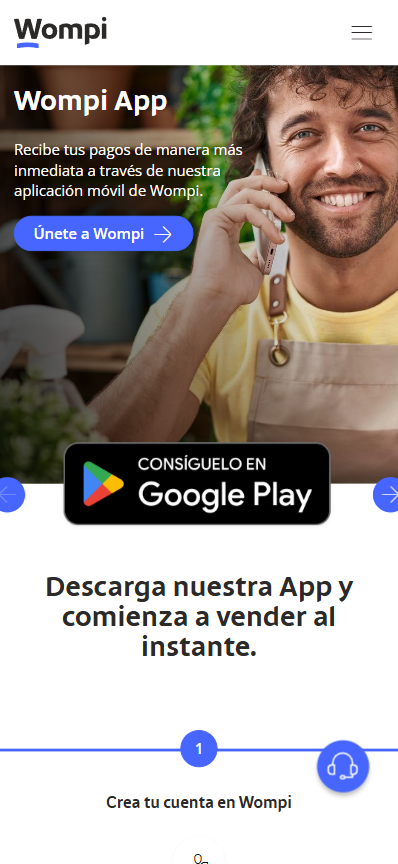 Wompi
Wompi App
Recibe tus pagos de manera más
inmediata a través de nuestra
aplicación móvil de Wompi.
Únete a Wompi
CONSÍGUELO EN
Google Play
Descarga nuestra App y
comienza a vender al
instante.
1
Crea tu cuenta en Wompi